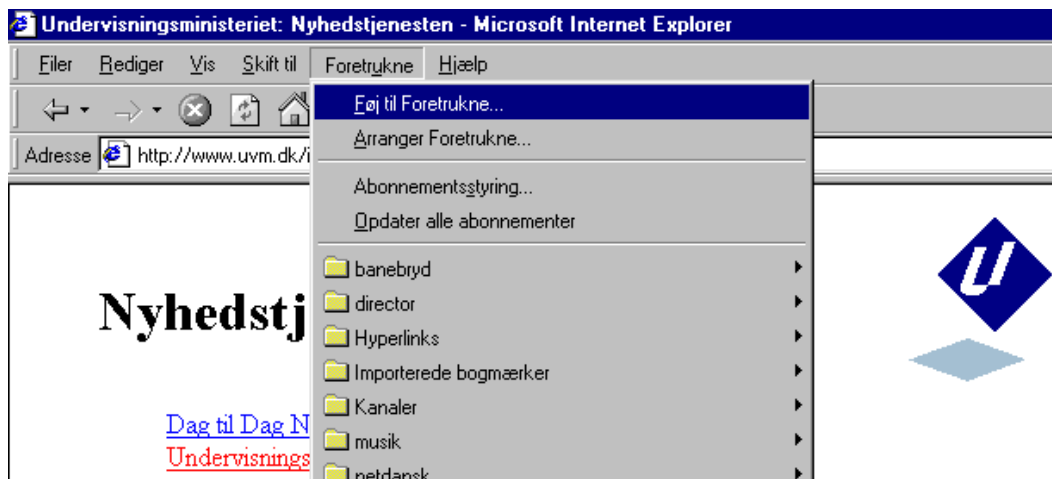 Undervisningsministeriet: Nyhedstjenesten - Microsoft Internet Explorer
Filer Rediger Vis Skift til Foretrukne Hjælp
Føj til Foretrukne...
Arranger Foretrukne...
Adresse http://www.uvm.dk/i
Abonnementsstyring...
Opdater alle abonnementer
banebryd
director
Hyperlinks
Importerede bogmærker
Kanaler
musik
netdansk
Nyhedstj
Dag til Dag N
Undervisnings
U